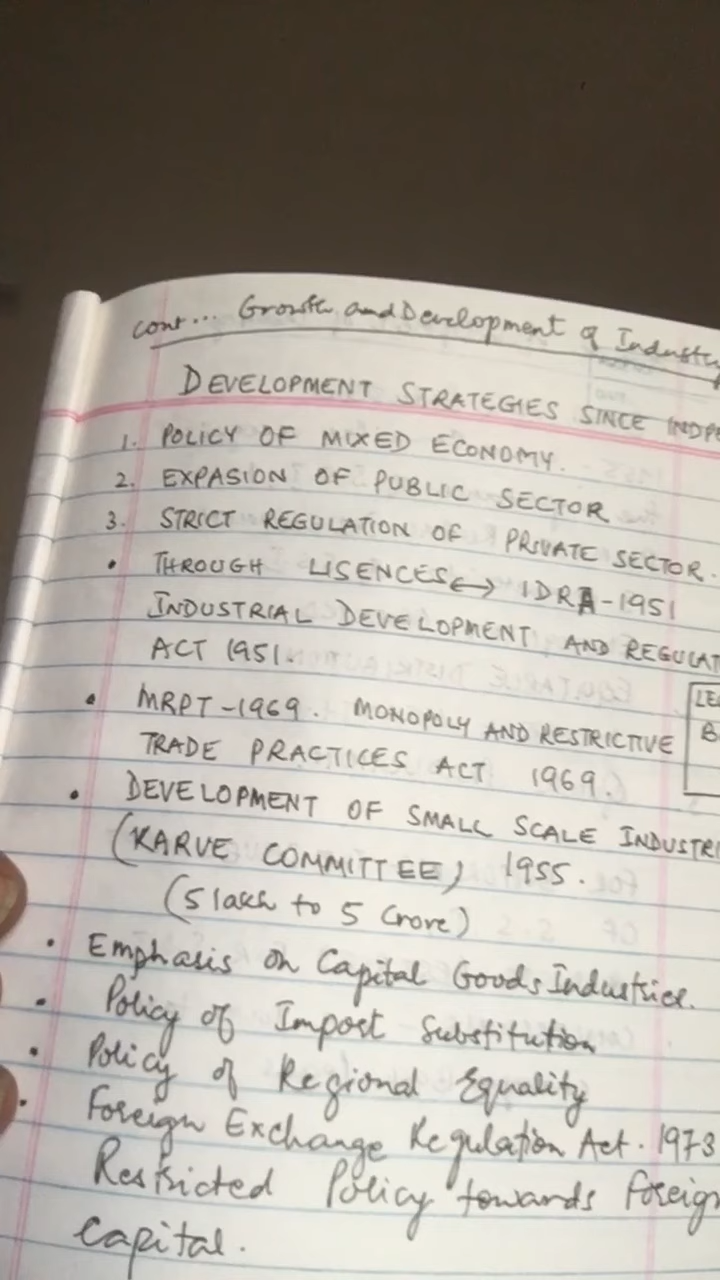 cont... Growth and Development of Industry
DEVELOPMENT STRATEGIES SINCE INDPE
1. POLICY OF MIXED ECONOMY.
2. EXPASION OF PUBLIC SECTOR
3. STRICT REGULATION OF PRIVATE SECTOR.
• THROUGH LISENCES ↔ IDRA-1951
INDUSTRIAL DEVELOPMENT AND REGULAT
ACT 1951.
• MRPT-1969. MONOPOLY AND RESTRICTIVE
TRADE PRACTICES ACT 1969.
LE
B
• DEVELOPMENT OF SMALL SCALE INDUSTRI
(KARVE COMMITTEE) 1955.
(5 lakh to 5 Crore)
• Emphasis on Capital Goods Industries.
• Policy of Import Substitution
• Policy of Regional Equality
• Foreign Exchange Regulation Act. 1973
Restricted Policy towards foreign
capital.